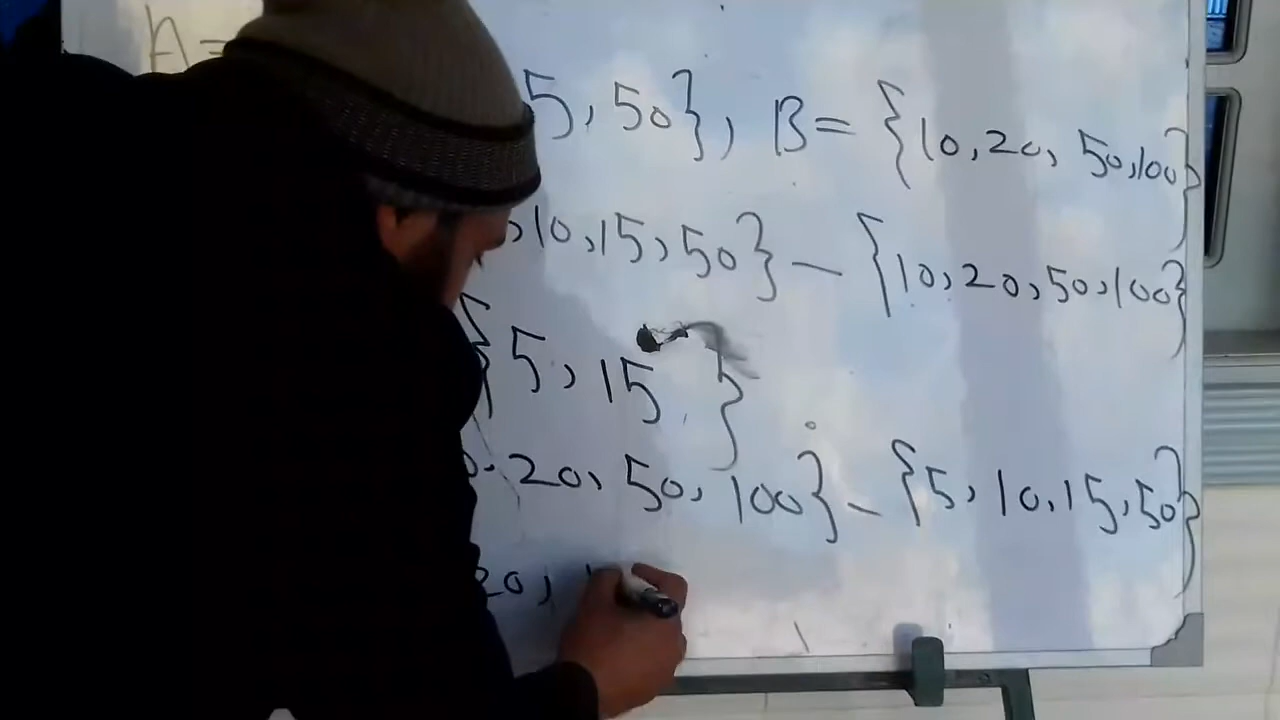 A= 5, 50}, B= {10, 20, 50, 100}
, 10, 15, 50} - {10, 20, 50, 100}
{5, 15 }
20, 50, 100} - {5, 10, 15, 50}
20,